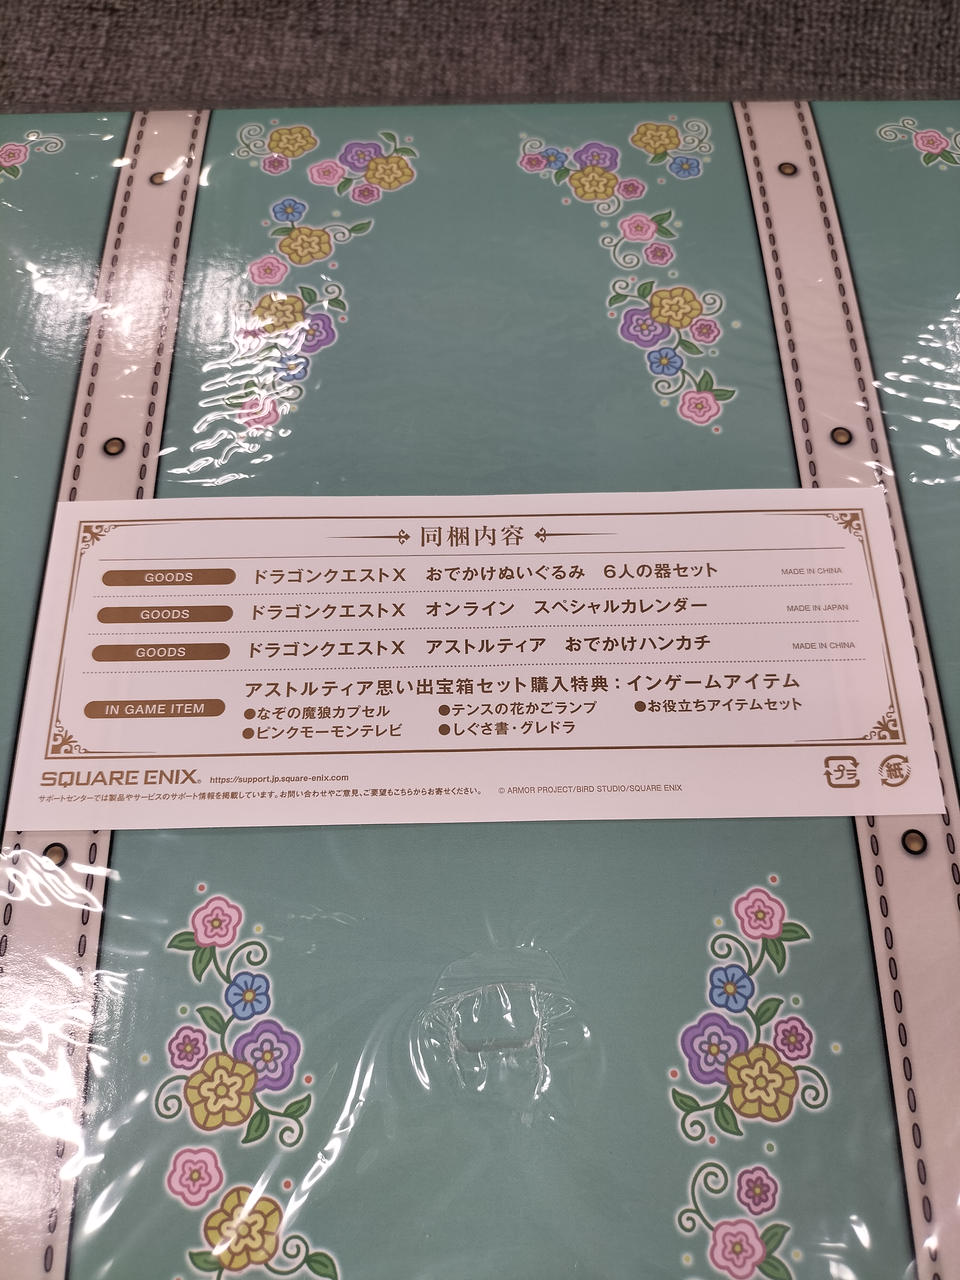 同梱内容
GOODS ドラゴンクエストX おでかけぬいぐるみ 6人の器セット MADE IN CHINA
GOODS ドラゴンクエストX オンライン スペシャルカレンダー MADE IN JAPAN
GOODS ドラゴンクエストX アストルティア おでかけハンカチ MADE IN CHINA
アストルティア思い出宝箱セット購入特典：インゲームアイテム
IN GAME ITEM
●なぞの魔狼カプセル ●テンスの花かごランプ ●お役立ちアイテムセット
●ピンクモーモンテレビ ●しぐさ書・グレドラ
SQUARE ENIX® https://support.jp.square-enix.com
サポートセンターでは製品やサービスのサポート情報を掲載しています。お問い合わせやご意見、ご要望もこちらからお寄せください。 © ARMOR PROJECT/BIRD STUDIO/SQUARE ENIX
プラ 紙